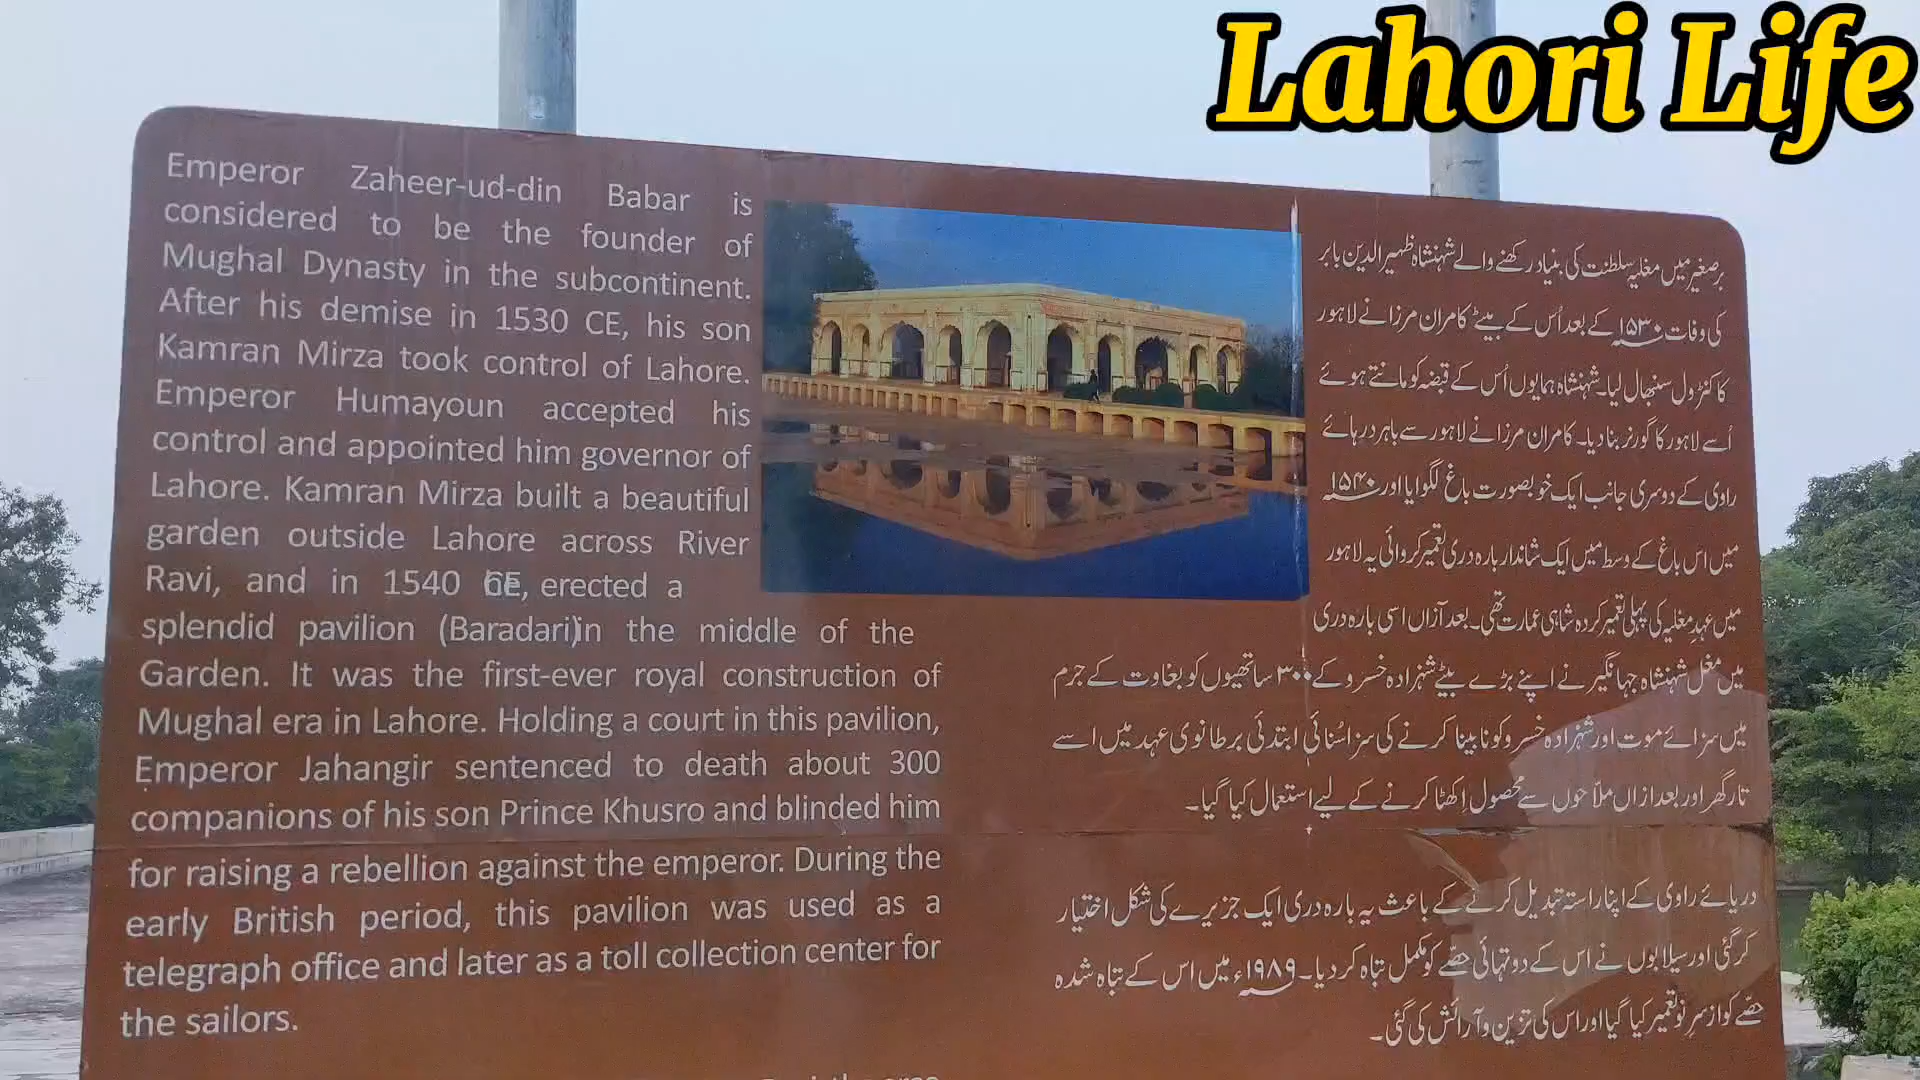 Lahori Life
Emperor Zaheer-ud-din Babar is
considered to be the founder of
Mughal Dynasty in the subcontinent.
After his demise in 1530 CE, his son
Kamran Mirza took control of Lahore.
Emperor Humayoun accepted his
control and appointed him governor of
Lahore. Kamran Mirza built a beautiful
garden outside Lahore across River
Ravi, and in 1540 CE, erected a
splendid pavilion (Baradari)in the middle of the
Garden. It was the first-ever royal construction of
Mughal era in Lahore. Holding a court in this pavilion,
Emperor Jahangir sentenced to death about 300
companions of his son Prince Khusro and blinded him
for raising a rebellion against the emperor. During the
early British period, this pavilion was used as a
telegraph office and later as a toll collection center for
the sailors.
برصغیر میں مغلیہ سلطنت کی بنیاد رکھنے والے شہنشاہ ظہیر الدین بابر
کی وفات ۱۵۳۰ کے بعد اُس کے بیٹے کامران مرزا نے لاہور
کا کنٹرول سنبھال لیا۔ شہنشاہ ہمایوں اُس کے قبضہ کو مانتے ہوئے
اُسے لاہور کا گورنر بنا دیا۔ کامران مرزا نے لاہور سے باہر دریائے
راوی کے دوسری جانب ایک خوبصورت باغ لگوایا اور ۱۵۴۰
میں اس باغ کے وسط میں ایک شاندار بارہ دری تعمیر کروائی یہ لاہور
میں عہدِ مغلیہ کی پہلی تعمیر کردہ شاہی عمارت تھی۔ بعد آزاں اسی بارہ دری
میں مغل شہنشاہ جہانگیر نے اپنے بڑے بیٹے شہزادہ خسرو کے ۳۰۰ ساتھیوں کو بغاوت کے جرم
میں سزائے موت اور شہزادہ خسرو کو نابینا کرنے کی سزا سُنائی ابتدئی برطانوی عہد میں اسے
تار گھر اور بعد ازاں ملاّحوں سے محصول اِکھٹا کرنے کے لیے استعمال کیا گیا۔
دریائے راوی کے اپنا راستہ تبدیل کرنے کے باعث یہ بارہ دری ایک جزیرے کی شکل اختیار
کر گئی اور سیلابوں نے اس کے دو تہائی حصّے کو مکمل تباہ کر دیا۔ ۱۹۸۹ء میں اس کے تباہ شدہ
حصّے کو از سرِ نو تعمیر کیا گیا اور اس کی تزین و آرائش کی گئی۔